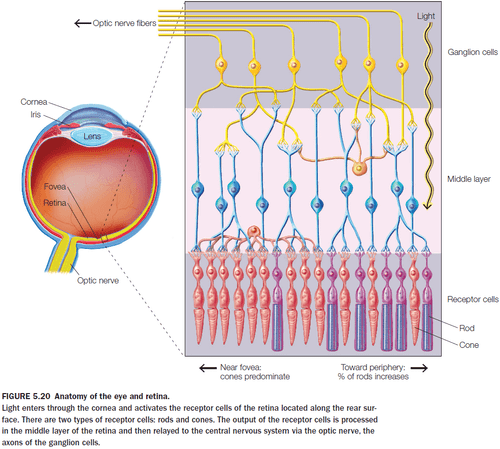 Optic nerve fibers
Light
Ganglion cells
Cornea
Iris
Lens
Middle layer
Fovea
Retina
Optic nerve
Receptor cells
Rod
Cone
Near fovea:
cones predominate
Toward periphery:
% of rods increases
FIGURE 5.20 Anatomy of the eye and retina.
Light enters through the cornea and activates the receptor cells of the retina located along the rear sur-
face. There are two types of receptor cells: rods and cones. The output of the receptor cells is processed
in the middle layer of the retina and then relayed to the central nervous system via the optic nerve, the
axons of the ganglion cells.